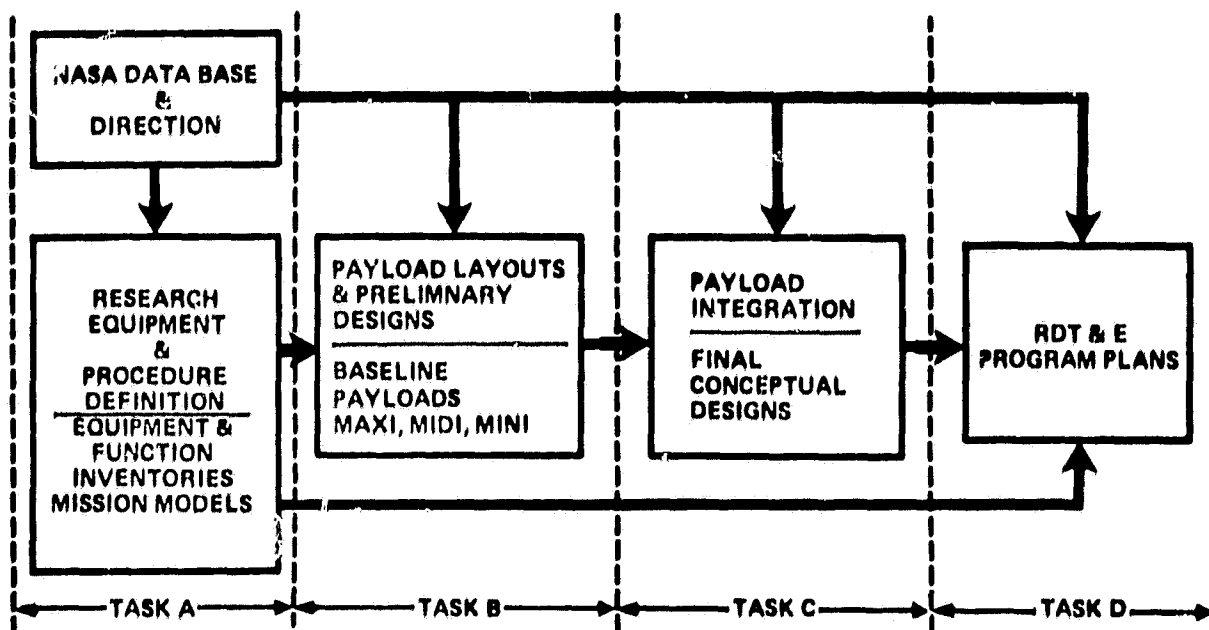 NASA DATA BASE
&
DIRECTION
RESEARCH
EQUIPMENT
&
PROCEDURE
DEFINITION
EQUIPMENT &
FUNCTION
INVENTORIES
MISSION MODELS
PAYLOAD LAYOUTS
& PRELIMNARY
DESIGNS
BASELINE
PAYLOADS
MAXI, MIDI, MINI
PAYLOAD
INTEGRATION
FINAL
CONCEPTUAL
DESIGNS
RDT & E
PROGRAM PLANS
TASK A
TASK B
TASK C
TASK D